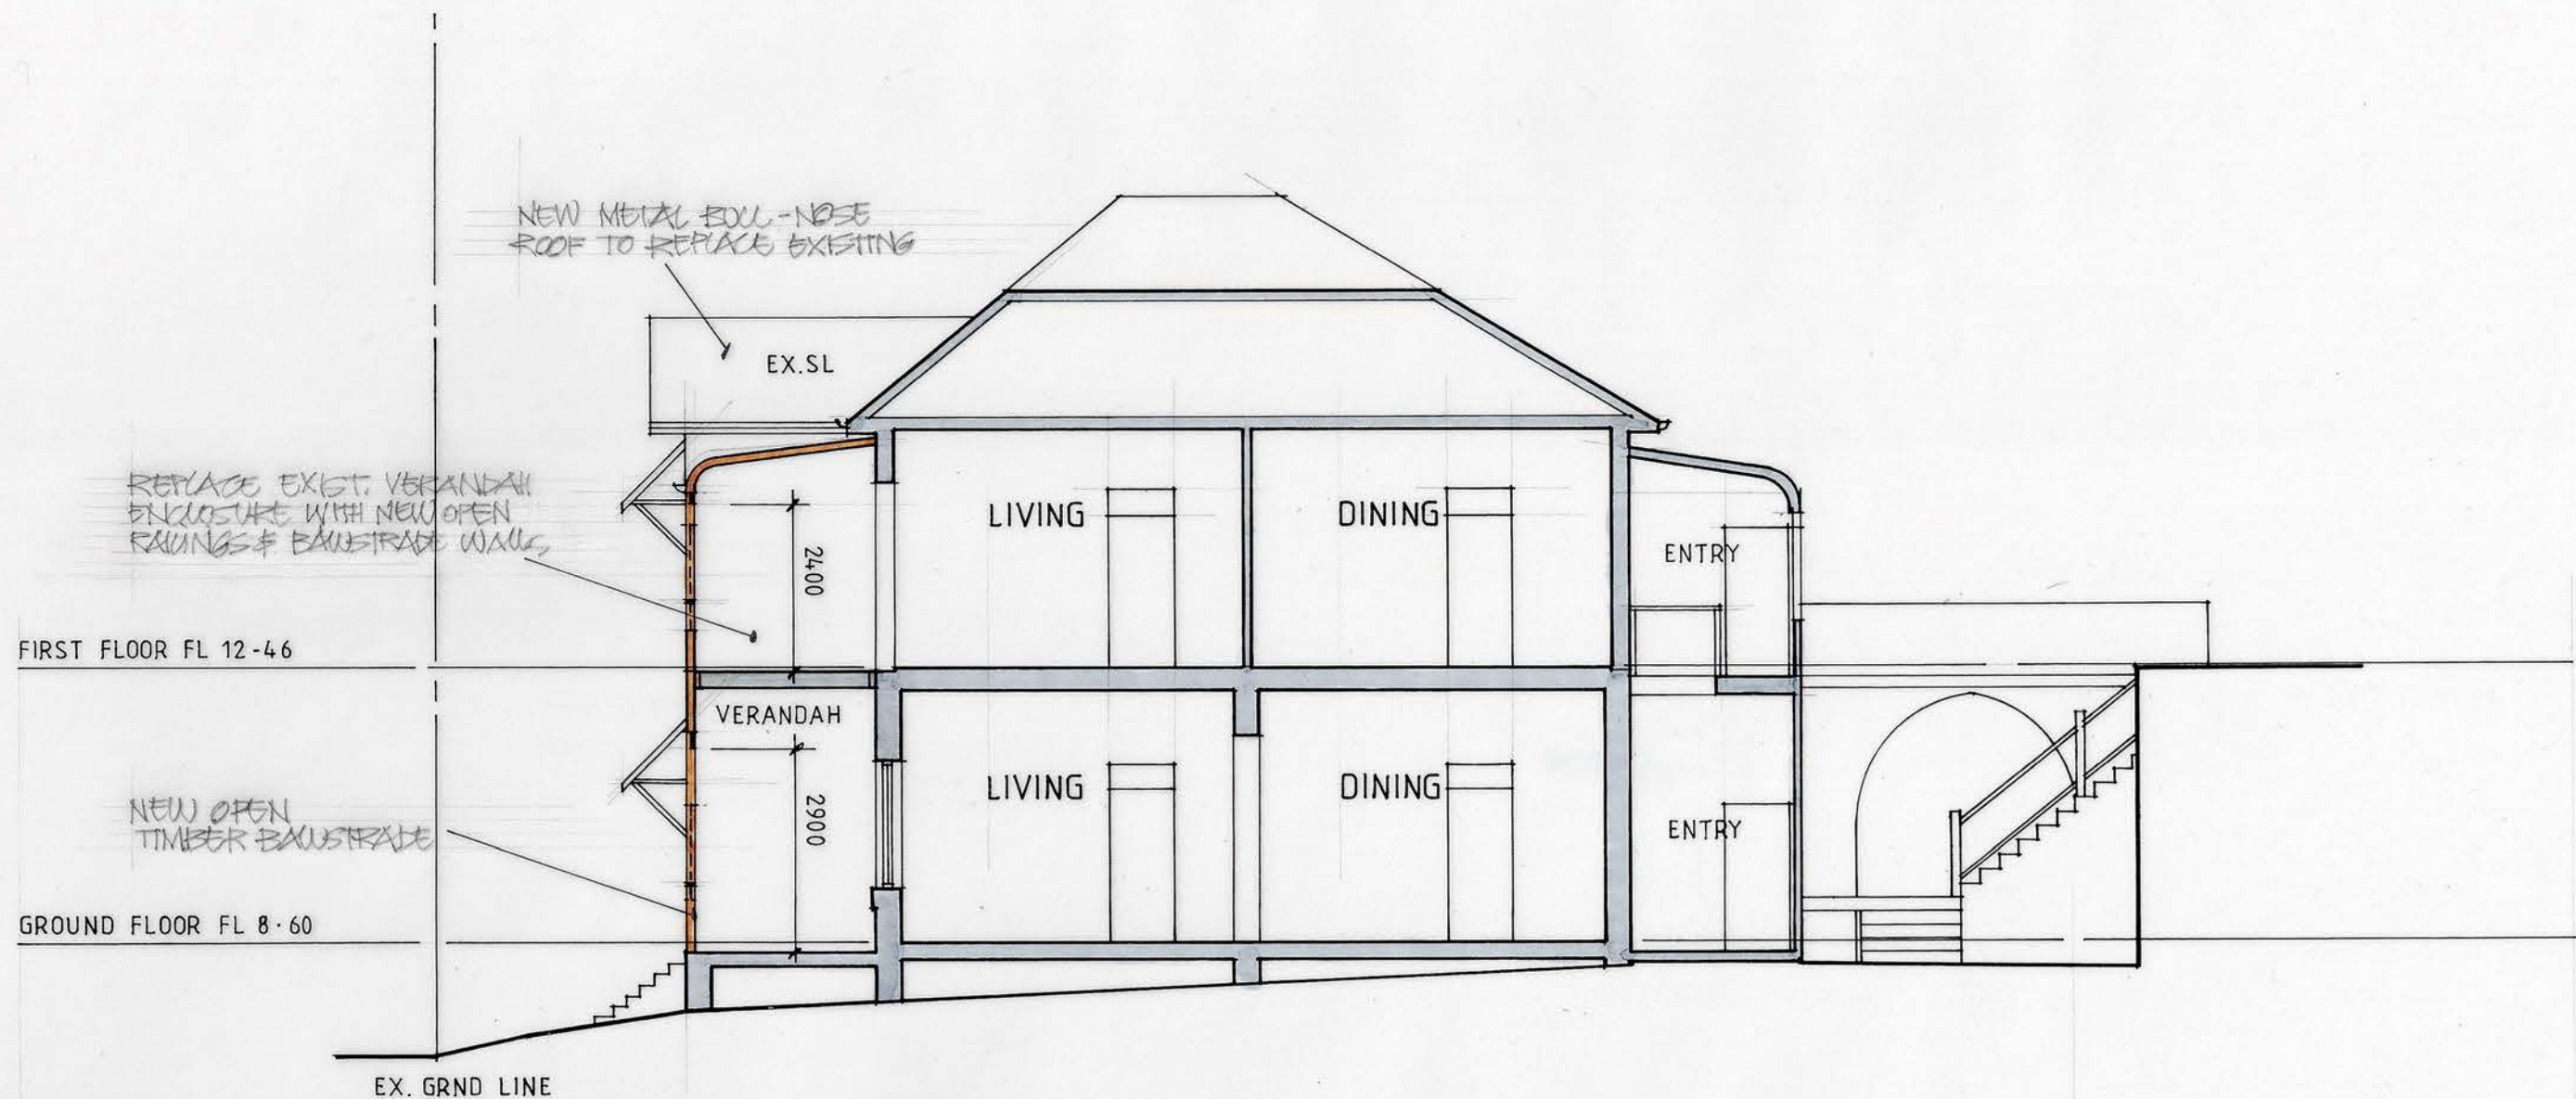 NEW METAL BULL-NOSE
ROOF TO REPLACE EXISTING
EX.SL
REPLACE EXIST. VERANDAH
ENCLOSURE WITH NEW OPEN
RAILINGS & BALUSTRADE WALLS
LIVING
DINING
ENTRY
2400
FIRST FLOOR FL 12-46
VERANDAH
LIVING
DINING
ENTRY
2900
NEW OPEN
TIMBER BALUSTRADE
GROUND FLOOR FL 8·60
EX. GRND LINE